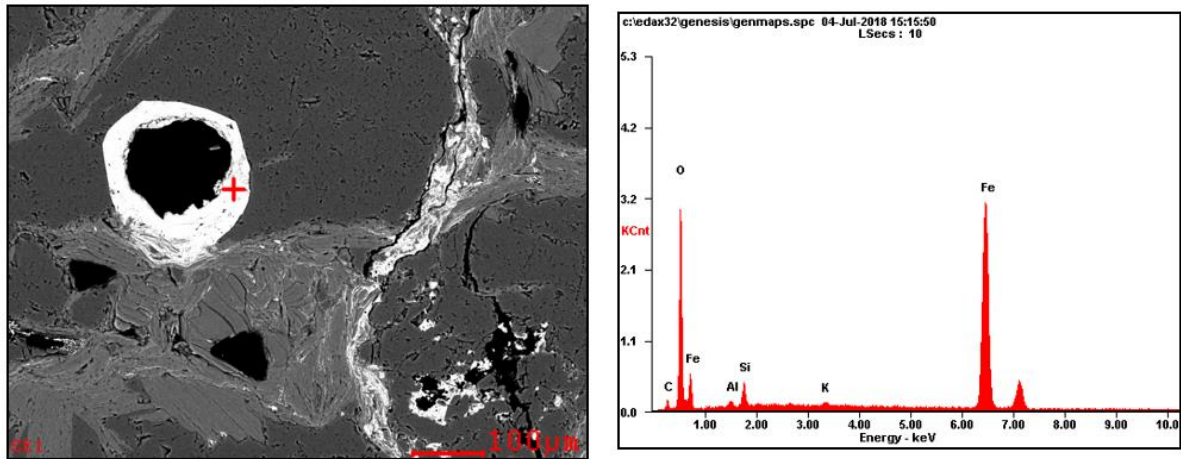 100µm
c:\edax32\genesis\genmaps.spc 04-Jul-2018 15:15:50
LSecs : 10
5.3
4.2
3.2
KCnt
2.1
1.1
0.0
C
O
Fe
Al
Si
K
Fe
1.00 2.00 3.00 4.00 5.00 6.00 7.00 8.00 9.00 10.0
Energy - keV